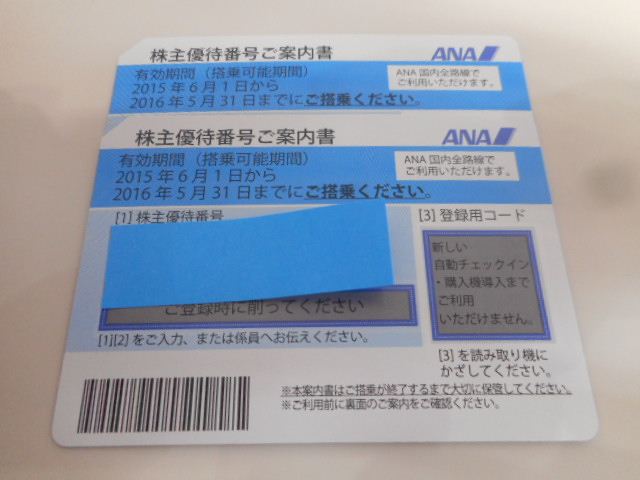 株主優待番号ご案内書
ANA
有効期間（搭乗可能期間）
2015年6月1日から
2016年5月31日までにご搭乗ください。
ANA国内全路線で
ご利用いただけます。
株主優待番号ご案内書
ANA
有効期間（搭乗可能期間）
2015年6月1日から
2016年5月31日までにご搭乗ください。
ANA国内全路線で
ご利用いただけます。
[1] 株主優待番号
ご登録時に削ってください
[1][2] をご入力、または係員へお伝えください。
[3] 登録用コード
新しい
自動チェックイン
・購入機導入まで
ご利用
いただけません。
[3] を読み取り機に
かざしてください。
※本案内書はご搭乗が終了するまで大切に保管してください。
※ご利用前に裏面のご案内をご確認ください。